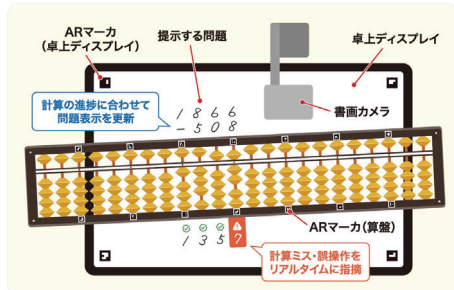 ARマーカ
(卓上ディスプレイ)
提示する問題
卓上ディスプレイ
計算の進捗に合わせて
問題表示を更新
1866
-508
書画カメラ
ARマーカ(算盤)
1357
計算ミス・誤操作を
リアルタイムに指摘